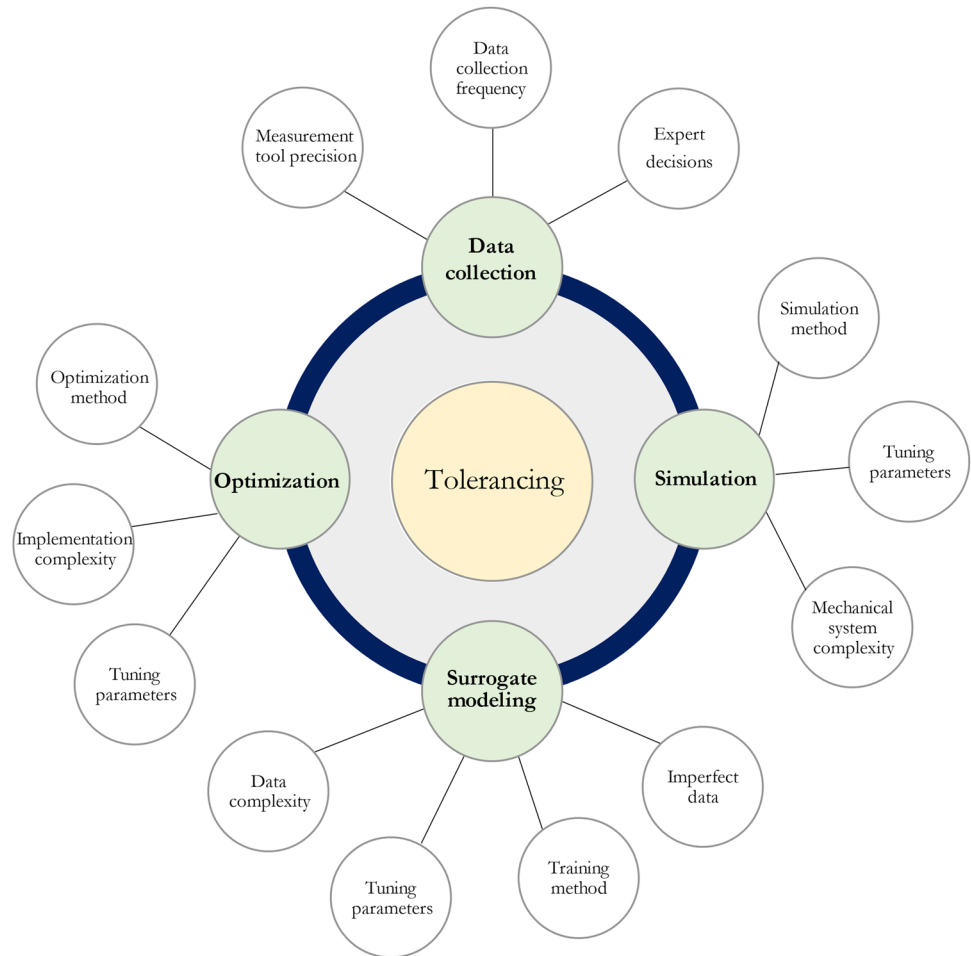 Data
collection
frequency
Measurement
tool precision
Expert
decisions
Data
collection
Simulation
method
Optimization
method
Tuning
parameters
Optimization
Tolerancing
Simulation
Implementation
complexity
Mechanical
system
complexity
Tuning
parameters
Surrogate
modeling
Data
complexity
Imperfect
data
Tuning
parameters
Training
method